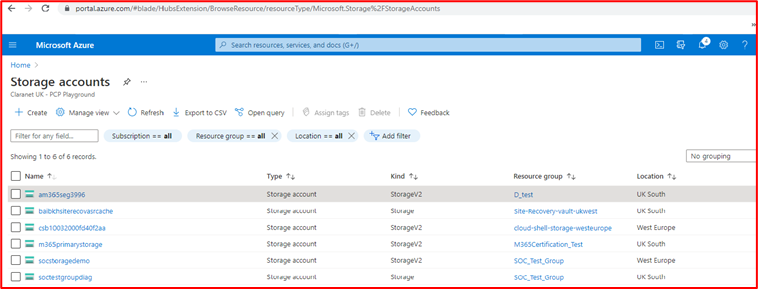 portal.azure.com/#blade/HubsExtension/BrowseResource/resourceType/Microsoft.Storage%2FStorageAccounts
Microsoft Azure
Search resources, services, and docs (G+/)
4
Home >
Storage accounts
Claranet UK - PCP Playground
Create Manage view Refresh Export to CSV Open query Assign tags Delete Feedback
Filter for any field... Subscription == all Resource group == all Location == all Add filter
Showing 1 to 6 of 6 records. No grouping
Name Type Kind Resource group Location
am365seg3996 Storage account StorageV2 D_test UK South
balbkhsiterecovasrcache Storage account Storage Site-Recovery-vault-ukwest UK South
csb10032000fd40f2aa Storage account StorageV2 cloud-shell-storage-westeurope West Europe
m365primarystorage Storage account StorageV2 M365Certification_Test UK South
socstoragedemo Storage account StorageV2 SOC_Test_Group West Europe
soctestgroupdiag Storage account Storage SOC_Test_Group UK South